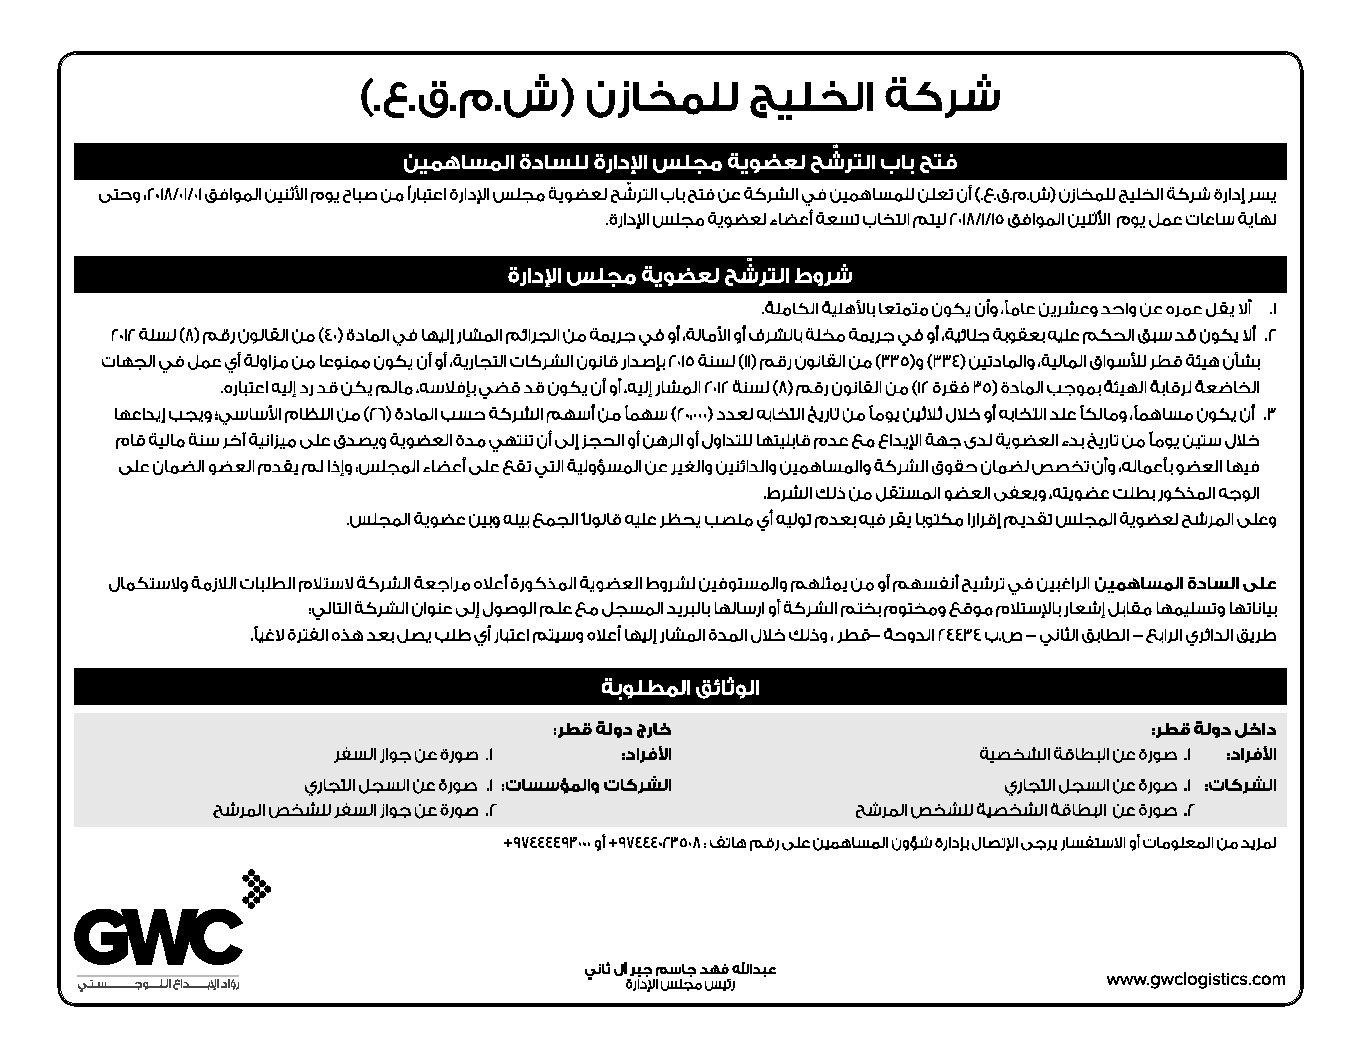 شركة الخليج للمخازن (ش.م.ق.ع.)
فتح باب الترشّح لعضوية مجلس الإدارة للسادة المساهمين
يسر إدارة شركة الخليج للمخازن (ش.م.ق.ع.) أن تعلن للمساهمين في الشركة عن فتح باب الترشّح لعضوية مجلس الإدارة اعتباراً من صباح يوم الأثنين الموافق ٢٠١٨/٠١/٠١، وحتى
نهاية ساعات عمل يوم الأثنين الموافق ٢٠١٨/١/١٥ ليتم انتخاب تسعة أعضاء لعضوية مجلس الإدارة.
شروط الترشّح لعضوية مجلس الإدارة
١. ألا يقل عمره عن واحد وعشرين عاماً، وأن يكون متمتعا بالأهلية الكاملة.
٢. ألا يكون قد سبق الحكم عليه بعقوبة جنائية، أو في جريمة مخلة بالشرف أو الأمانة، أو في جريمة من الجرائم المشار إليها في المادة (٤٠) من القانون رقم (٨) لسنة ٢٠١٢
بشأن هيئة قطر للأسواق المالية، والمادتين (٣٣٤) و(٣٣٥) من القانون رقم (١١) لسنة ٢٠١٥ بإصدار قانون الشركات التجارية، أو أن يكون ممنوعا من مزاولة أي عمل في الجهات
الخاضعة لرقابة الهيئة بموجب المادة (٣٥ فقرة ١٢) من القانون رقم (٨) لسنة ٢٠١٢ المشار إليه، أو أن يكون قد قضي بإفلاسه، مالم يكن قد رد إليه اعتباره.
٣. أن يكون مساهماً، ومالكاً عند انتخابه أو خلال ثلاثين يوماً من تاريخ انتخابه لعدد (٢٠,٠٠٠) سهماً من أسهم الشركة حسب المادة (٢٦) من النظام الأساسي؛ ويجب إيداعها
خلال ستين يوماً من تاريخ بدء العضوية لدى جهة الإيداع مع عدم قابليتها للتداول أو الرهن أو الحجز إلى أن تنتهي مدة العضوية ويصدق على ميزانية آخر سنة مالية قام
فيها العضو بأعماله، وأن تخصص لضمان حقوق الشركة والمساهمين والدائنين والغير عن المسؤولية التي تقع على أعضاء المجلس، وإذا لم يقدم العضو الضمان على
الوجه المذكور بطلت عضويته، ويعفى العضو المستقل من ذلك الشرط.
وعلى المرشح لعضوية المجلس تقديم إقرارا مكتوبا يقر فيه بعدم توليه أي منصب يحظر عليه قانوناً الجمع بينه وبين عضوية المجلس.
على السادة المساهمين الراغبين في ترشيح أنفسهم أو من يمثلهم والمستوفين لشروط العضوية المذكورة أعلاه مراجعة الشركة لاستلام الطلبات اللازمة ولاستكمال
بياناتها وتسليمها مقابل إشعار بالإستلام موقع ومختوم بختم الشركة أو ارسالها بالبريد المسجل مع علم الوصول إلى عنوان الشركة التالي:
طريق الدائري الرابع – الطابق الثاني – ص.ب ٢٤٤٣٤ الدوحة –قطر ، وذلك خلال المدة المشار إليها أعلاه وسيتم اعتبار أي طلب يصل بعد هذه الفترة لاغياً.
الوثائق المطلوبة
داخل دولة قطر:
الأفراد: ١. صورة عن البطاقة الشخصية
الشركات: ١. صورة عن السجل التجاري
٢. صورة عن البطاقة الشخصية للشخص المرشح
خارج دولة قطر:
الأفراد: ١. صورة عن جواز السفر
الشركات والمؤسسات: ١. صورة عن السجل التجاري
٢. صورة عن جواز السفر للشخص المرشح
لمزيد من المعلومات أو الاستفسار يرجى الإتصال بإدارة شؤون المساهمين على رقم هاتف : ٩٧٤٤٤٠٢٣٥٠٨+ أو ٩٧٤٤٤٤٩٣٠٠٠+
GWC
رؤاد الإبداع اللوجستي
عبدالله فهد جاسم جبر آل ثاني
رئيس مجلس الإدارة
www.gwclogistics.com